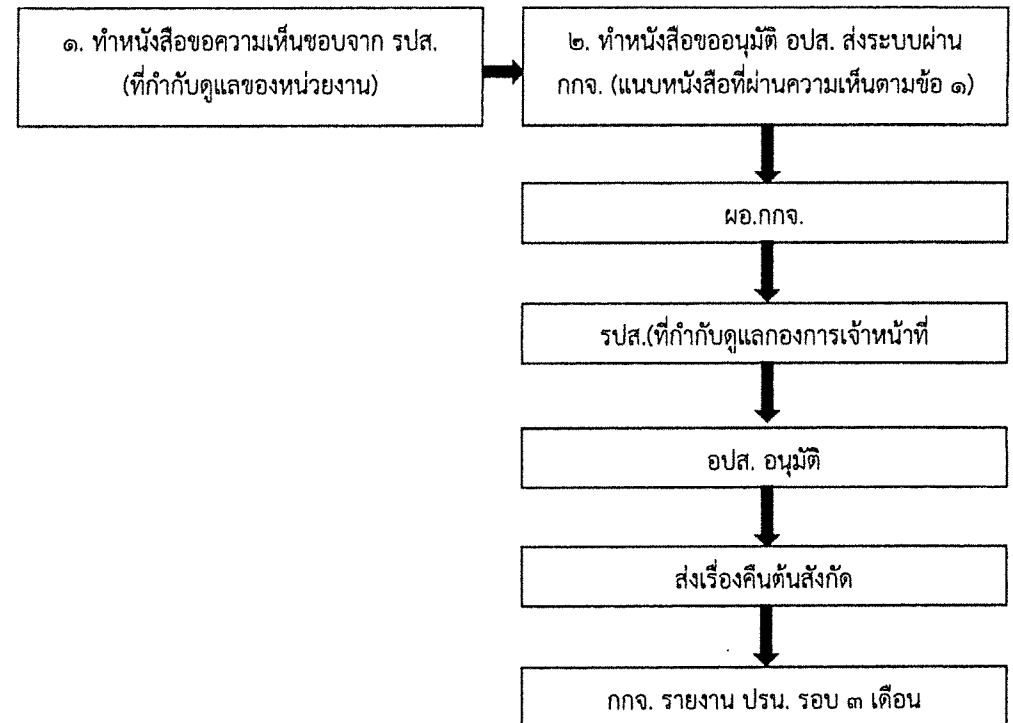 ๑. ทำหนังสือขอความเห็นชอบจาก รปส.
(ที่กำกับดูแลของหน่วยงาน)
๒. ทำหนังสือขออนุมัติ อปส. ส่งระบบผ่าน
กกจ. (แนบหนังสือที่ผ่านความเห็นตามข้อ ๑)
ผอ.กกจ.
รปส.(ที่กำกับดูแลกองการเจ้าหน้าที่
อปส. อนุมัติ
ส่งเรื่องคืนต้นสังกัด
กกจ. รายงาน ปรน. รอบ ๓ เดือน